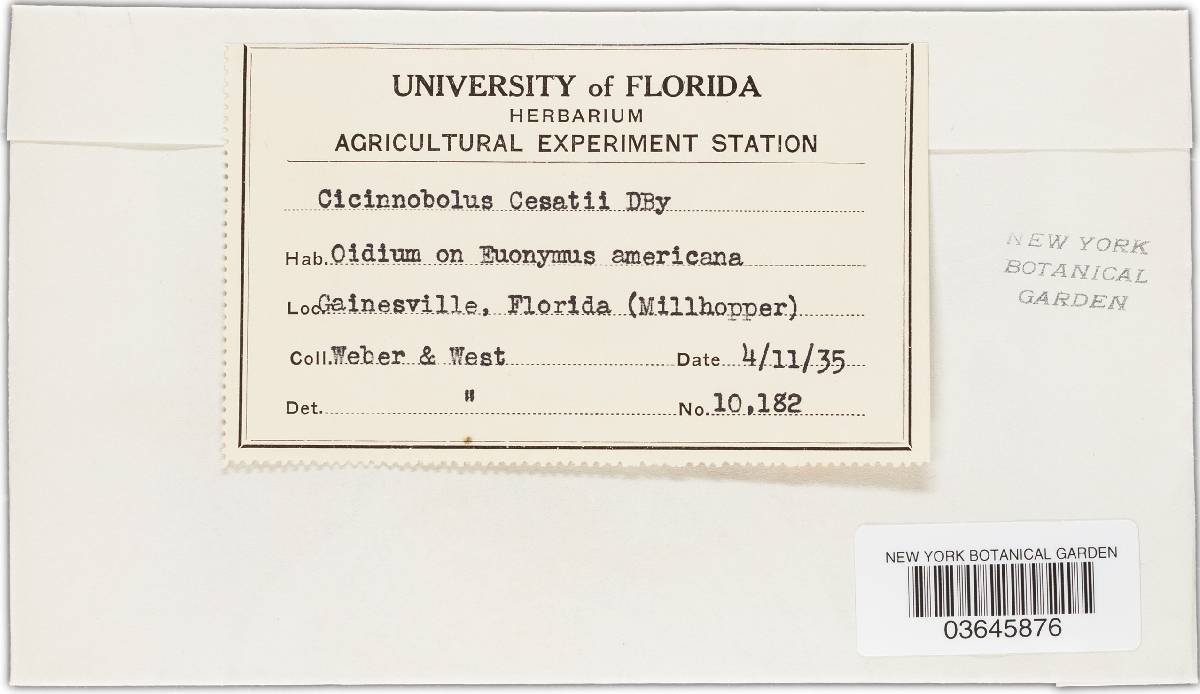 UNIVERSITY of FLORIDA
HERBARIUM
AGRICULTURAL EXPERIMENT STATION
Cicinnobolus Cesatii DBy
Hab. Oidium on Euonymus americana
Loc. Gainesville, Florida (Millhopper)
Coll. Weber & West Date 4/11/35
Det. " No. 10,182
NEW YORK
BOTANICAL
GARDEN
NEW YORK BOTANICAL GARDEN
03645876